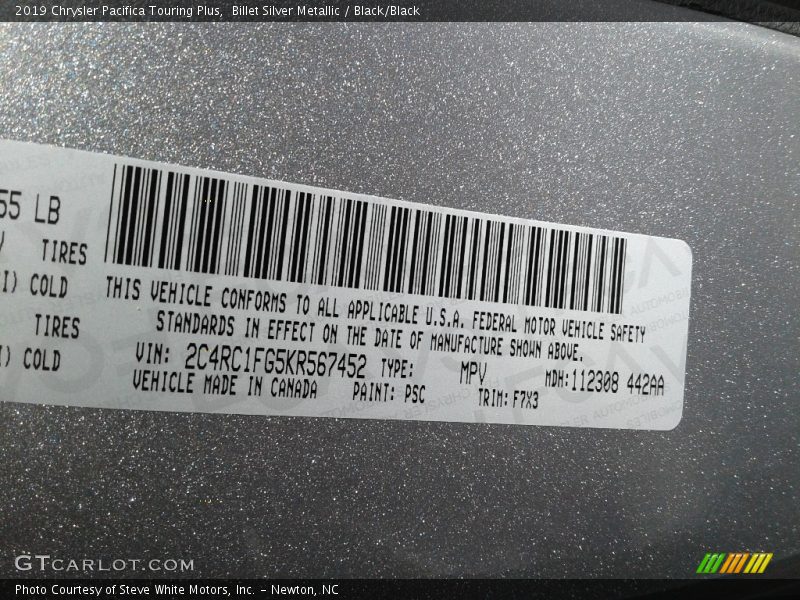 2019 Chrysler Pacifica Touring Plus, Billet Silver Metallic / Black/Black
55 LB
TIRES
COLD
TIRES
COLD
THIS VEHICLE CONFORMS TO ALL APPLICABLE U.S.A. FEDERAL MOTOR VEHICLE SAFETY
STANDARDS IN EFFECT ON THE DATE OF MANUFACTURE SHOWN ABOVE.
VIN: 2C4RC1FG5KR567452 TYPE: MPV MDH:112308 442AA
VEHICLE MADE IN CANADA PAINT: PSC TRIM: F7X3
GTCARLOT.COM
Photo Courtesy of Steve White Motors, Inc. – Newton, NC